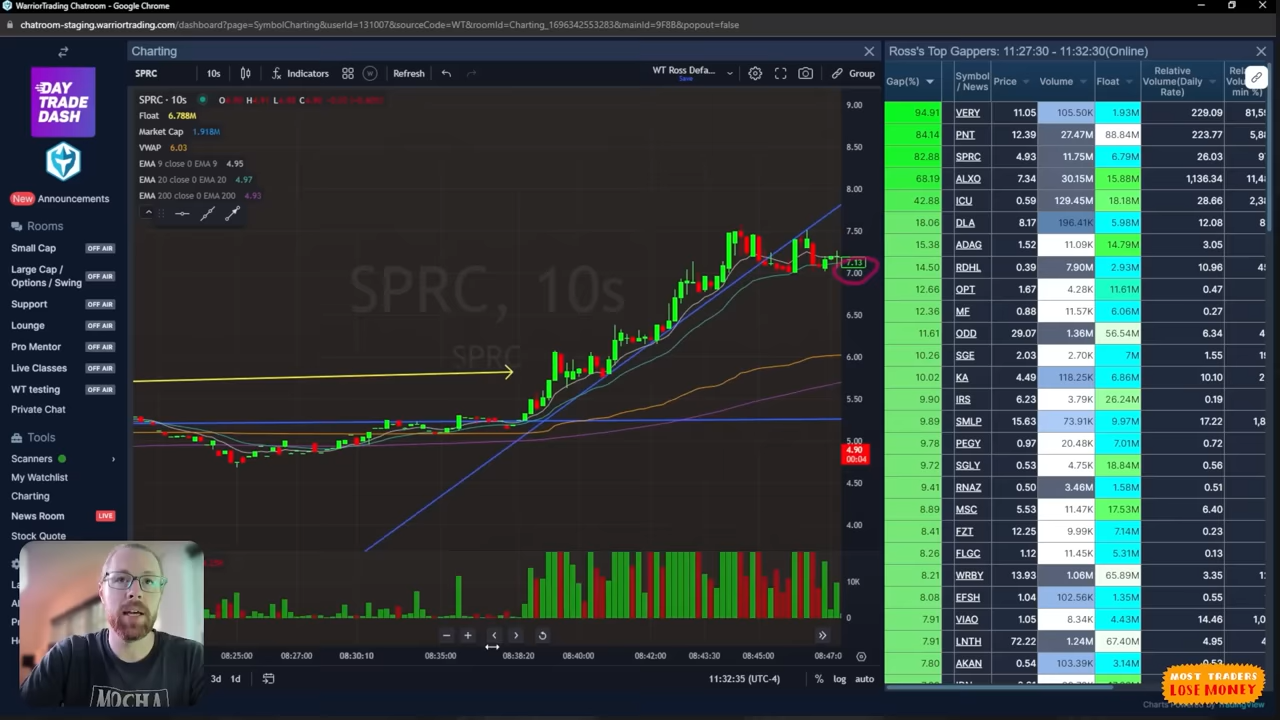 WarriorTrading Chatroom - Google Chrome
chatroom-staging.warriortrading.com/dashboard?page=SymbolCharting&userId=131007&sourceCode=WT&roomId=Charting_1696342553283&mainId=9F8B&popout=false
DAY TRADE DASH
New Announcements
Rooms
Small Cap OFF AIR
Large Cap / Options / Swing OFF AIR
Support OFF AIR
Lounge OFF AIR
Pro Mentor OFF AIR
Live Classes OFF AIR
WT testing OFF AIR
Private Chat
Tools
Scanners
My Watchlist
Charting
News Room LIVE
Stock Quote
Charting
SPRC 10s Indicators Refresh WT Ross Defa... Save Group
SPRC · 10s
Float 6.788M
Market Cap 1.918M
VWAP 6.03
EMA 9 close 0 EMA 9 4.95
EMA 20 close 0 EMA 20 4.97
EMA 200 close 0 EMA 200 4.93
SPRC, 10s
SPRC
9.00
8.50
8.00
7.50
7.13
7.00
6.50
6.00
5.50
5.00
4.90
00:04
4.50
4.00
10K
0
08:25:00 08:27:00 08:30:10 08:35:00 08:38:20 08:40:00 08:42:00 08:43:30 08:45:00 08:47:0
3d 1d 11:32:35 (UTC-4) % log auto
Ross's Top Gappers: 11:27:30 - 11:32:30(Online)
Gap(%) Symbol / News Price Volume Float Relative Volume(Daily Rate)
94.91 VERY 11.05 105.50K 1.93M 229.09
84.14 PNT 12.39 27.47M 88.84M 223.77
82.88 SPRC 4.93 11.75M 6.79M 26.03
68.19 ALXO 7.34 30.15M 15.88M 1,136.34
42.88 ICU 0.59 129.45M 18.18M 28.66
18.06 DLA 8.17 196.41K 5.98M 12.08
15.38 ADAG 1.52 11.09K 14.79M 3.05
14.50 RDHL 0.39 7.90M 2.93M 10.96
12.66 OPT 1.67 4.28K 11.61M 0.47
12.36 MF 0.88 11.57K 6.06M 0.27
11.61 ODD 29.07 1.36M 56.54M 6.34
10.26 SGE 2.03 2.70K 7M 1.55
10.02 KA 4.49 118.25K 6.86M 10.10
9.90 IRS 6.23 3.79K 26.24M 0.19
9.89 SMLP 15.63 73.91K 9.97M 17.22
9.78 PEGY 0.97 20.48K 7.01M 0.72
9.72 SGLY 0.53 4.75K 18.84M 0.56
9.41 RNAZ 0.50 3.46M 1.58M 0.51
8.89 MSC 5.53 11.47K 17.53M 6.40
8.41 FZT 12.25 9.99K 7.14M 0.23
8.26 FLGC 1.12 11.45K 5.31M 0.13
8.21 WRBY 13.93 1.06M 65.89M 3.35
8.08 EFSH 1.04 102.56K 1.35M 0.55
7.91 VIAO 1.05 8.34K 4.43M 14.46
7.91 LNTH 72.22 1.24M 67.40M 4.95
7.80 AKAN 0.54 103.39K 3.14M
MOST TRADERS
LOSE MONEY
Charts Powered by TradingView
MOCHA